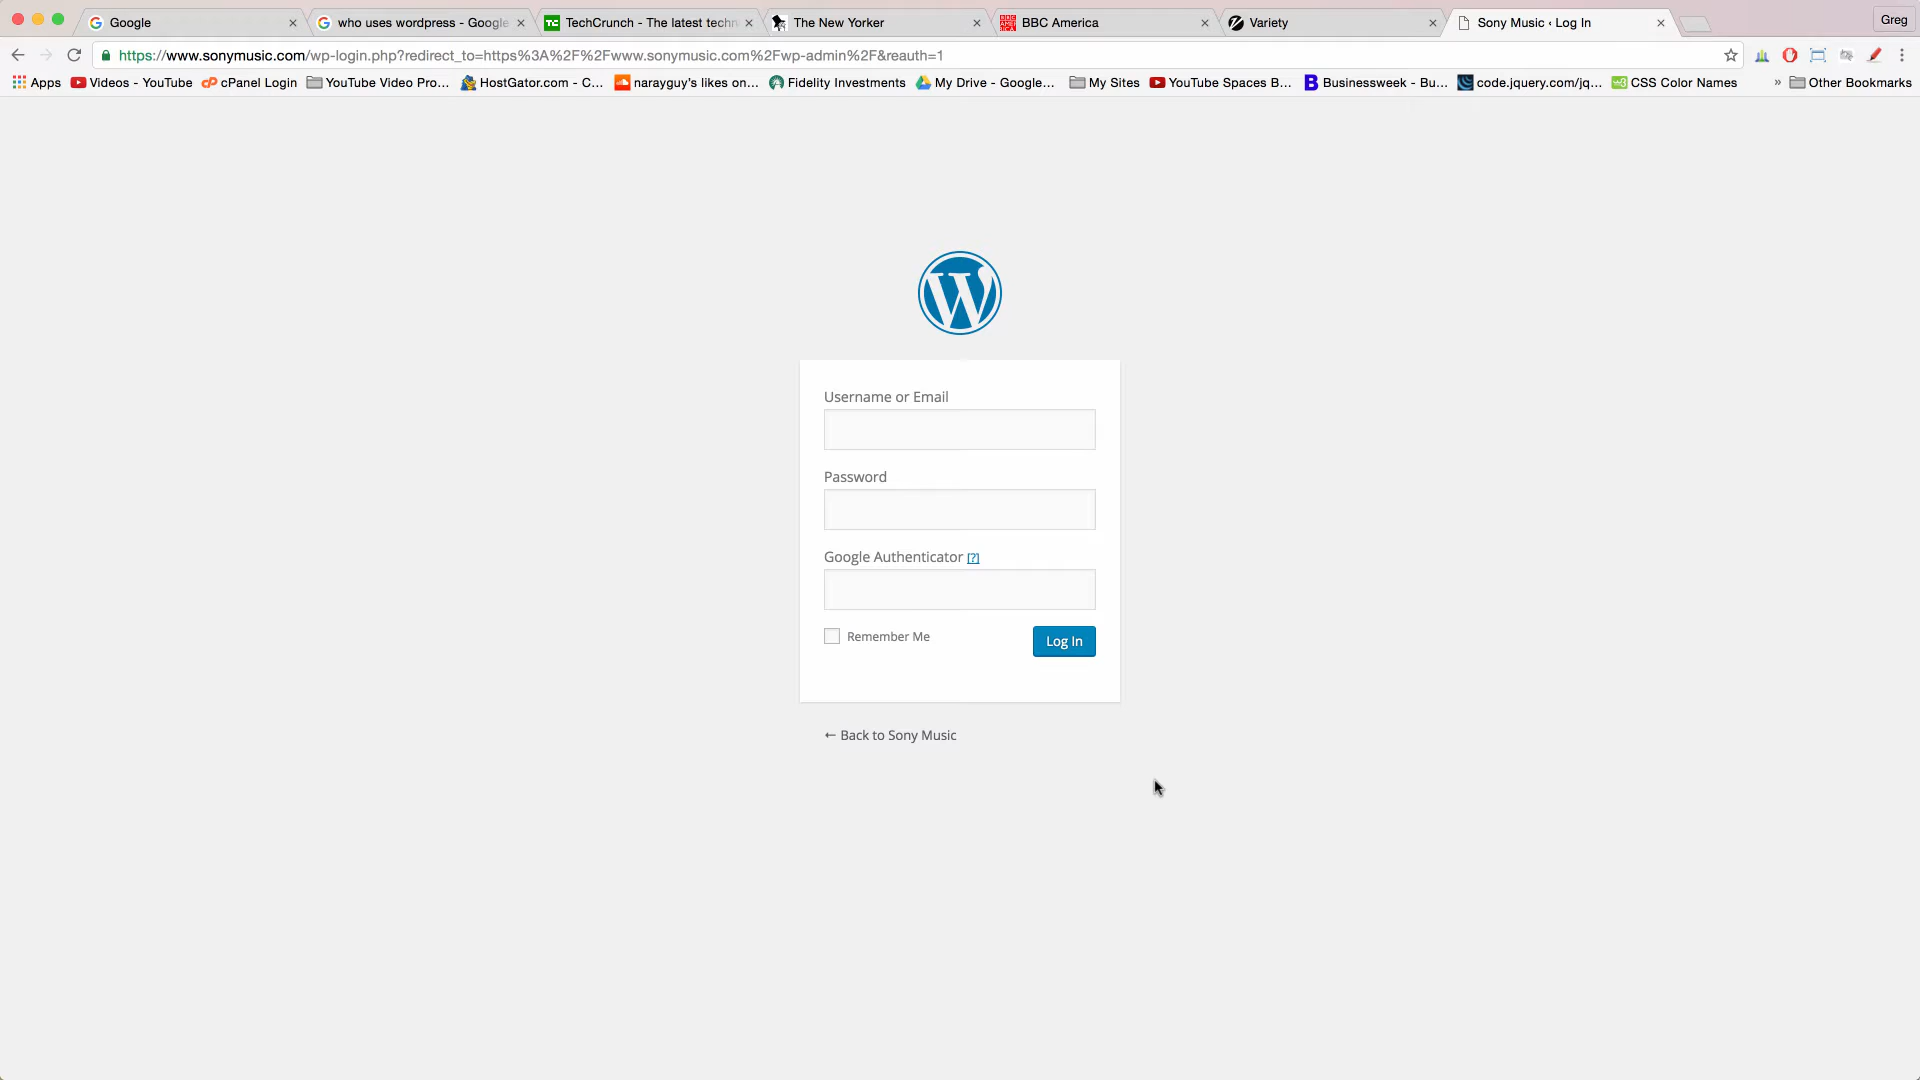 Google
who uses wordpress - Google
TechCrunch - The latest techn
The New Yorker
BBC America
Variety
Sony Music ‹ Log In
Greg
https://www.sonymusic.com/wp-login.php?redirect_to=https%3A%2F%2Fwww.sonymusic.com%2Fwp-admin%2F&reauth=1
Apps
Videos - YouTube
cPanel Login
YouTube Video Pro...
HostGator.com - C...
narayguy's likes on...
Fidelity Investments
My Drive - Google...
My Sites
YouTube Spaces B...
Businessweek - Bu...
code.jquery.com/jq...
CSS Color Names
»
Other Bookmarks
W
Username or Email
Password
Google Authenticator [?]
Remember Me
Log In
← Back to Sony Music